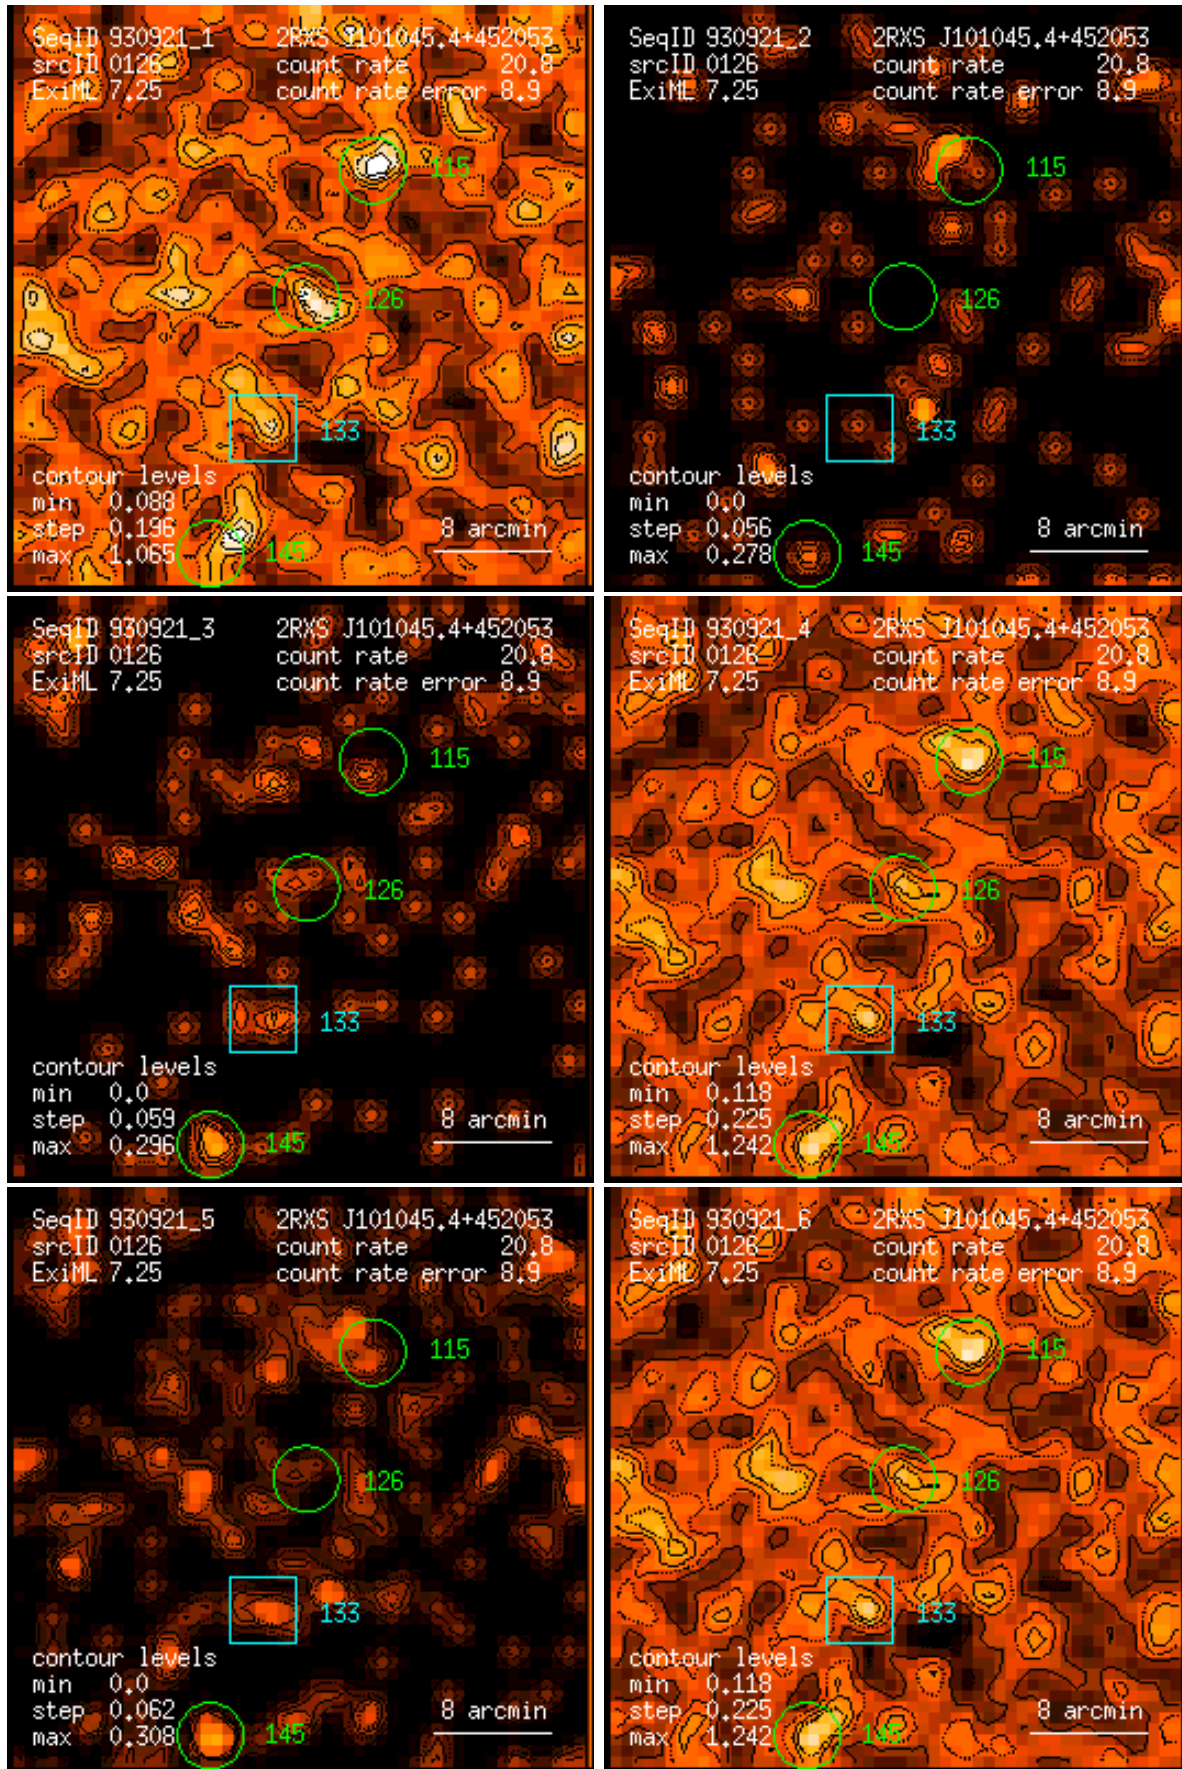 SeqID 930921_1 2RXS J101045.4+452053
srcID 0126 count rate 20.8
ExiML 7.25 count rate error 8.9
115
126
133
contour levels
min 0.088
step 0.196 8 arcmin
max 1.065 145
SeqID 930921_2 2RXS J101045.4+452053
srcID 0126 count rate 20.8
ExiML 7.25 count rate error 8.9
115
126
133
contour levels
min 0.0
step 0.056 8 arcmin
max 0.278 145
SeqID 930921_3 2RXS J101045.4+452053
srcID 0126 count rate 20.8
ExiML 7.25 count rate error 8.9
115
126
133
contour levels
min 0.0
step 0.059 8 arcmin
max 0.296 145
SeqID 930921_4 2RXS J101045.4+452053
srcID 0126 count rate 20.8
ExiML 7.25 count rate error 8.9
115
126
133
contour levels
min 0.118
step 0.225 8 arcmin
max 1.242 145
SeqID 930921_5 2RXS J101045.4+452053
srcID 0126 count rate 20.8
ExiML 7.25 count rate error 8.9
115
126
133
contour levels
min 0.0
step 0.062 8 arcmin
max 0.308 145
SeqID 930921_6 2RXS J101045.4+452053
srcID 0126 count rate 20.8
ExiML 7.25 count rate error 8.9
115
126
133
contour levels
min 0.118
step 0.225 8 arcmin
max 1.242 145